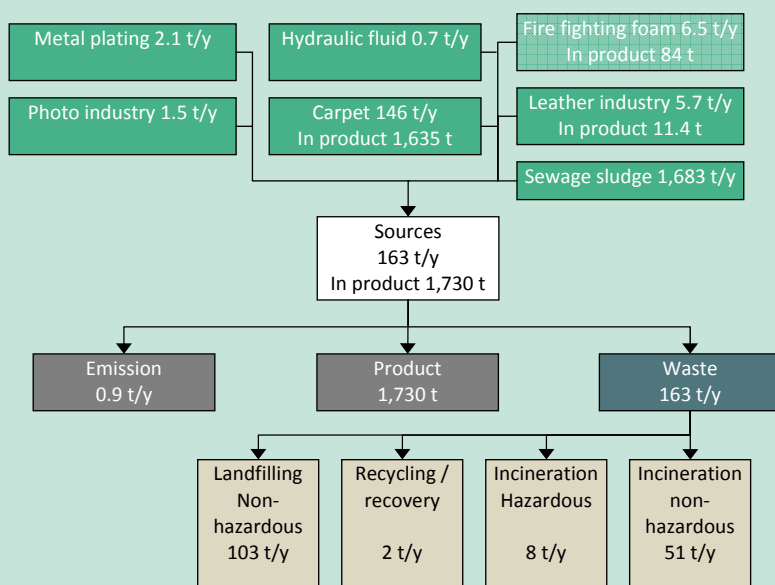 Metal plating 2.1 t/y
Hydraulic fluid 0.7 t/y
Fire fighting foam 6.5 t/y
In product 84 t
Photo industry 1.5 t/y
Carpet 146 t/y
In product 1,635 t
Leather industry 5.7 t/y
In product 11.4 t
Sewage sludge 1,683 t/y
Sources
163 t/y
In product 1,730 t
Emission
0.9 t/y
Product
1,730 t
Waste
163 t/y
Landfilling
Non-
hazardous
103 t/y
Recycling /
recovery
2 t/y
Incineration
Hazardous
8 t/y
Incineration
non-
hazardous
51 t/y